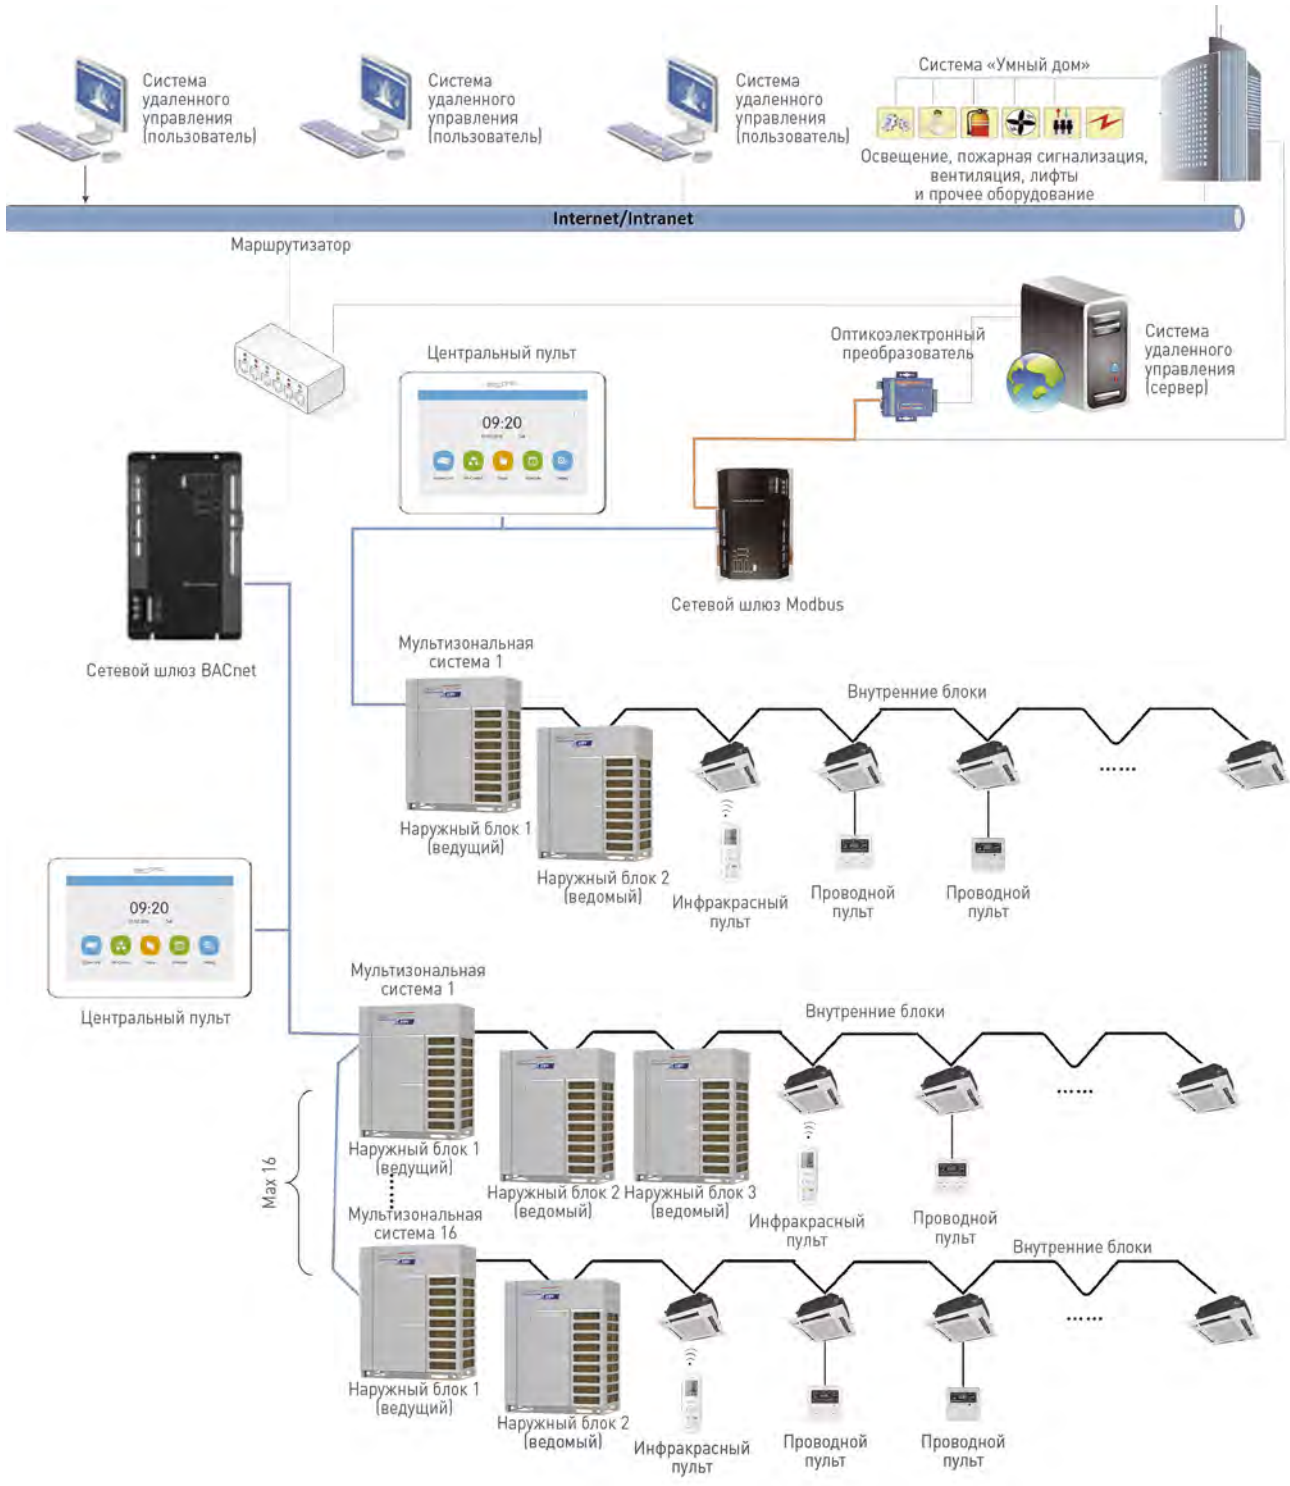 Система
удаленного
управления
(пользователь)
Система
удаленного
управления
(пользователь)
Система
удаленного
управления
(пользователь)
Система «Умный дом»
Освещение, пожарная сигнализация,
вентиляция, лифты
и прочее оборудование
Internet/Intranet
Маршрутизатор
Оптикоэлектронный
преобразователь
Система
удаленного
управления
(сервер)
Центральный пульт
09:20
Сетевой шлюз Modbus
Сетевой шлюз BACnet
Мультизональная
система 1
Внутренние блоки
......
Наружный блок 1
(ведущий)
Наружный блок 2
(ведомый)
Инфракрасный
пульт
Проводной
пульт
Проводной
пульт
09:20
Центральный пульт
Мультизональная
система 1
Внутренние блоки
......
Наружный блок 1
(ведущий)
Наружный блок 2
(ведомый)
Наружный блок 3
(ведомый)
Инфракрасный
пульт
Проводной
пульт
Max 16
Мультизональная
система 16
Внутренние блоки
......
Наружный блок 1
(ведущий)
Наружный блок 2
(ведомый)
Инфракрасный
пульт
Проводной
пульт
Проводной
пульт